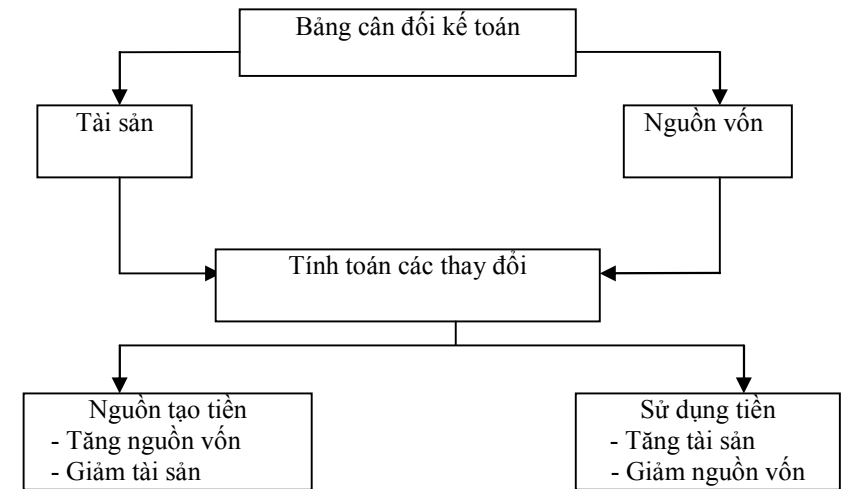 Bảng cân đối kế toán
Tài sản
Nguồn vốn
Tính toán các thay đổi
Nguồn tạo tiền
- Tăng nguồn vốn
- Giảm tài sản
Sử dụng tiền
- Tăng tài sản
- Giảm nguồn vốn